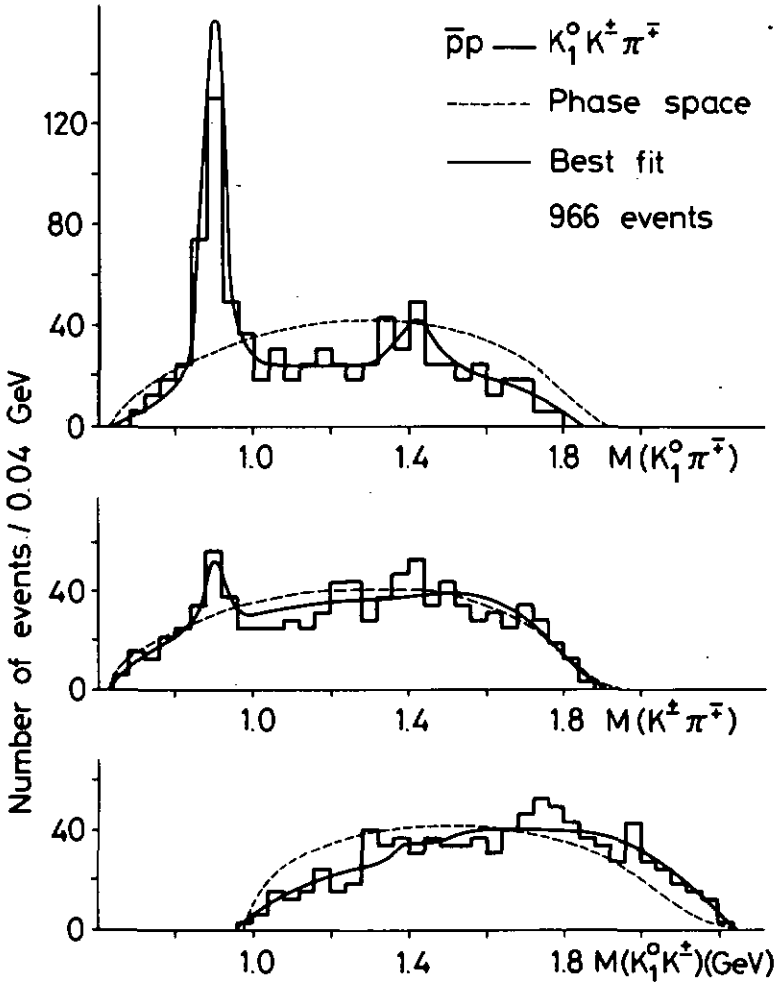 p̄p — K₁⁰ K^± π^∓
Phase space
Best fit
966 events
120
80
40
0
1.0 1.4 1.8 M(K₁⁰ π^∓)
Number of events / 0.04 GeV
40
0
1.0 1.4 1.8 M(K^± π^∓)
40
0
1.0 1.4 1.8 M(K₁⁰K^±)(GeV)